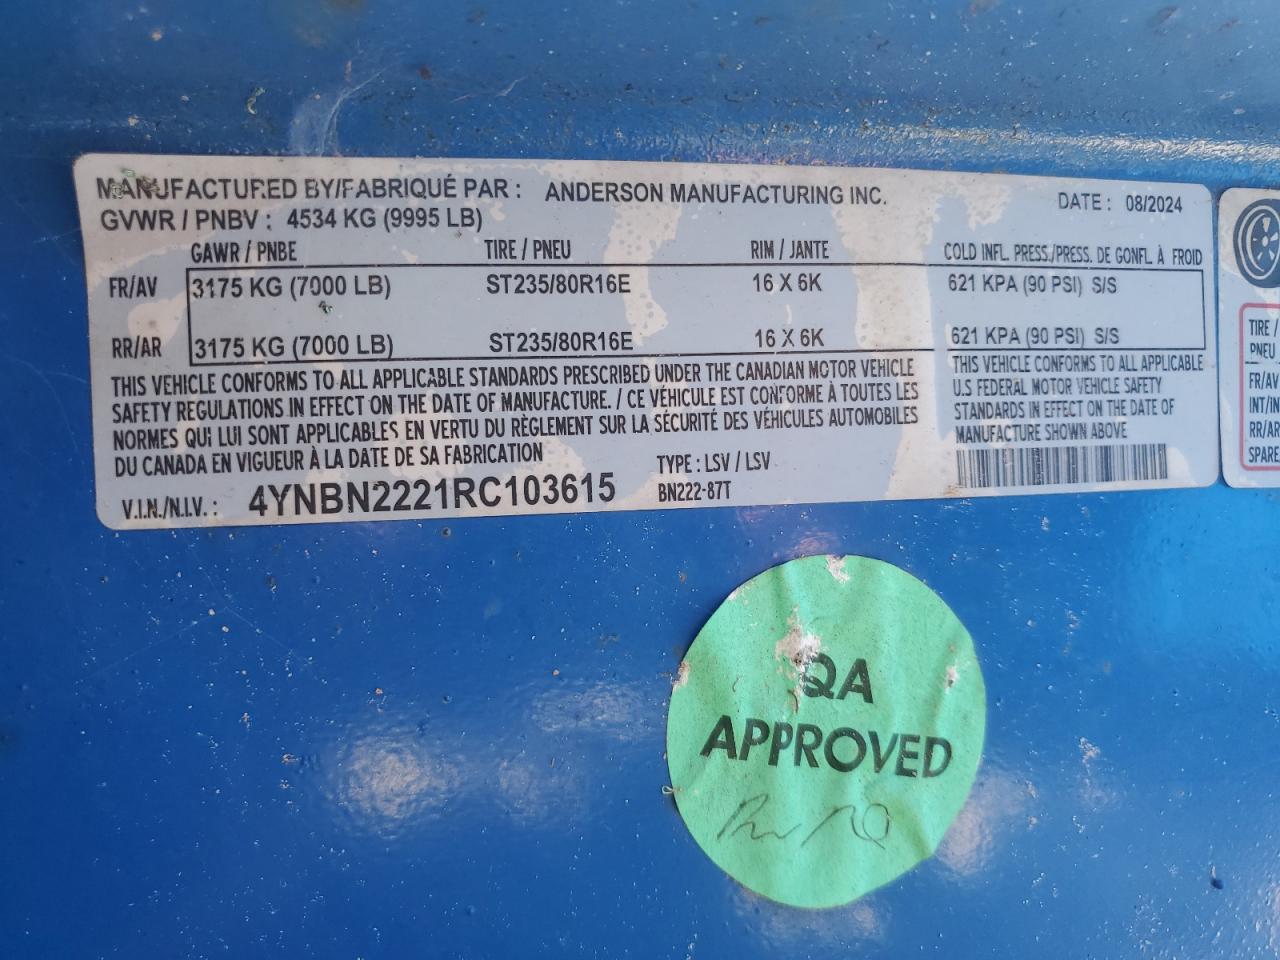 MANUFACTURED BY/FABRIQUÉ PAR : ANDERSON MANUFACTURING INC. DATE : 08/2024
GVWR / PNBV : 4534 KG (9995 LB)
GAWR / PNBE TIRE / PNEU RIM / JANTE COLD INFL. PRESS./PRESS. DE GONFL. À FROID
FR/AV 3175 KG (7000 LB) ST235/80R16E 16 X 6K 621 KPA (90 PSI) S/S
RR/AR 3175 KG (7000 LB) ST235/80R16E 16 X 6K 621 KPA (90 PSI) S/S
THIS VEHICLE CONFORMS TO ALL APPLICABLE STANDARDS PRESCRIBED UNDER THE CANADIAN MOTOR VEHICLE
SAFETY REGULATIONS IN EFFECT ON THE DATE OF MANUFACTURE. / CE VÉHICULE EST CONFORME À TOUTES LES
NORMES QUI LUI SONT APPLICABLES EN VERTU DU RÈGLEMENT SUR LA SÉCURITÉ DES VÉHICULES AUTOMOBILES
DU CANADA EN VIGUEUR À LA DATE DE SA FABRICATION
THIS VEHICLE CONFORMS TO ALL APPLICABLE
U.S FEDERAL MOTOR VEHICLE SAFETY
STANDARDS IN EFFECT ON THE DATE OF
MANUFACTURE SHOWN ABOVE
V.I.N./N.I.V. : 4YNBN2221RC103615
TYPE : LSV / LSV
BN222-87T
TIRE /
PNEU
FR/AV
INT/IN
RR/AR
SPARE
QA
APPROVED